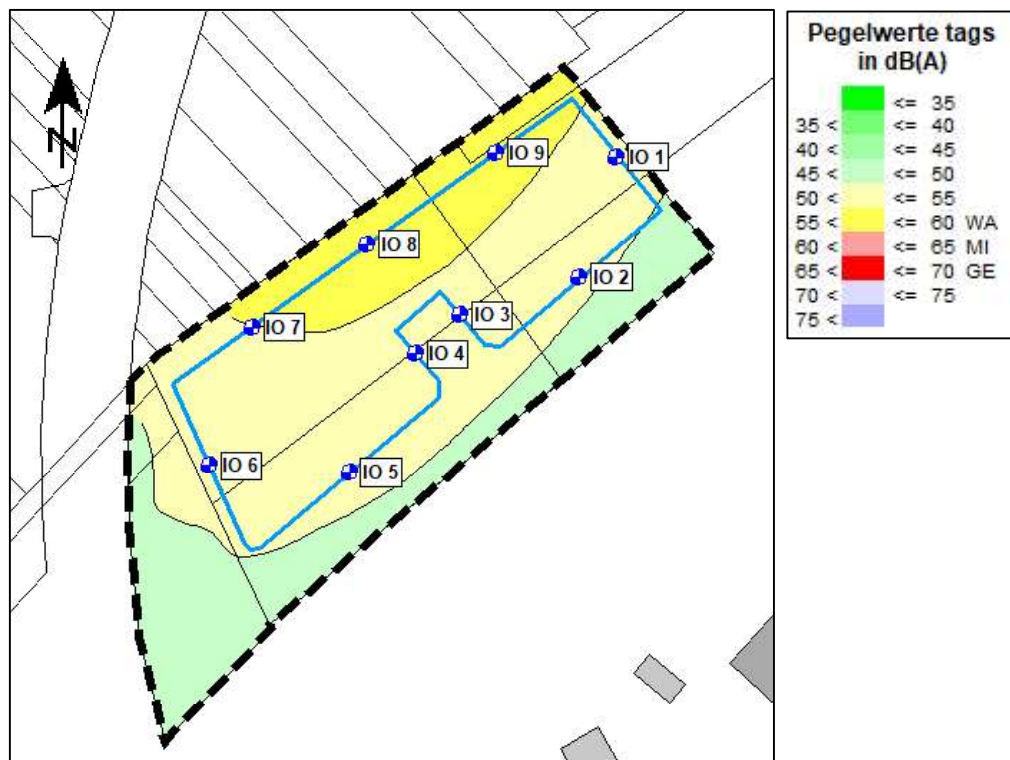 N
IO 9
IO 1
IO 8
IO 2
IO 7
IO 3
IO 4
IO 6
IO 5
Pegelwerte tags
in dB(A)
<= 35
35 < <= 40
40 < <= 45
45 < <= 50
50 < <= 55
55 < <= 60 WA
60 < <= 65 MI
65 < <= 70 GE
70 < <= 75
75 <